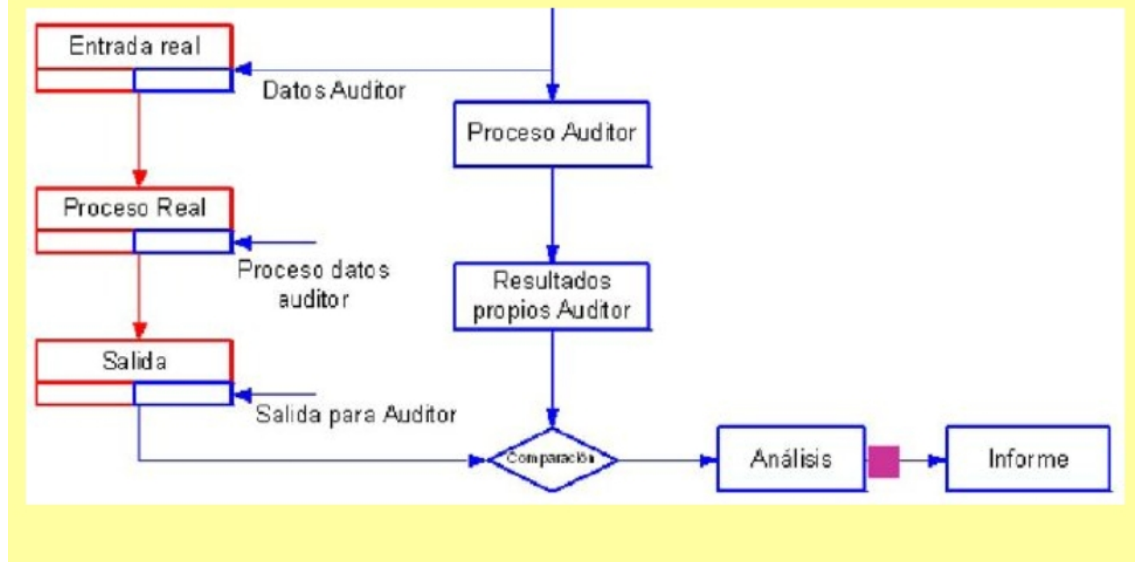 Entrada real
Datos Auditor
Proceso Auditor
Proceso Real
Proceso datos
auditor
Resultados
propios Auditor
Salida
Salida para Auditor
Comparación
Análisis
Informe